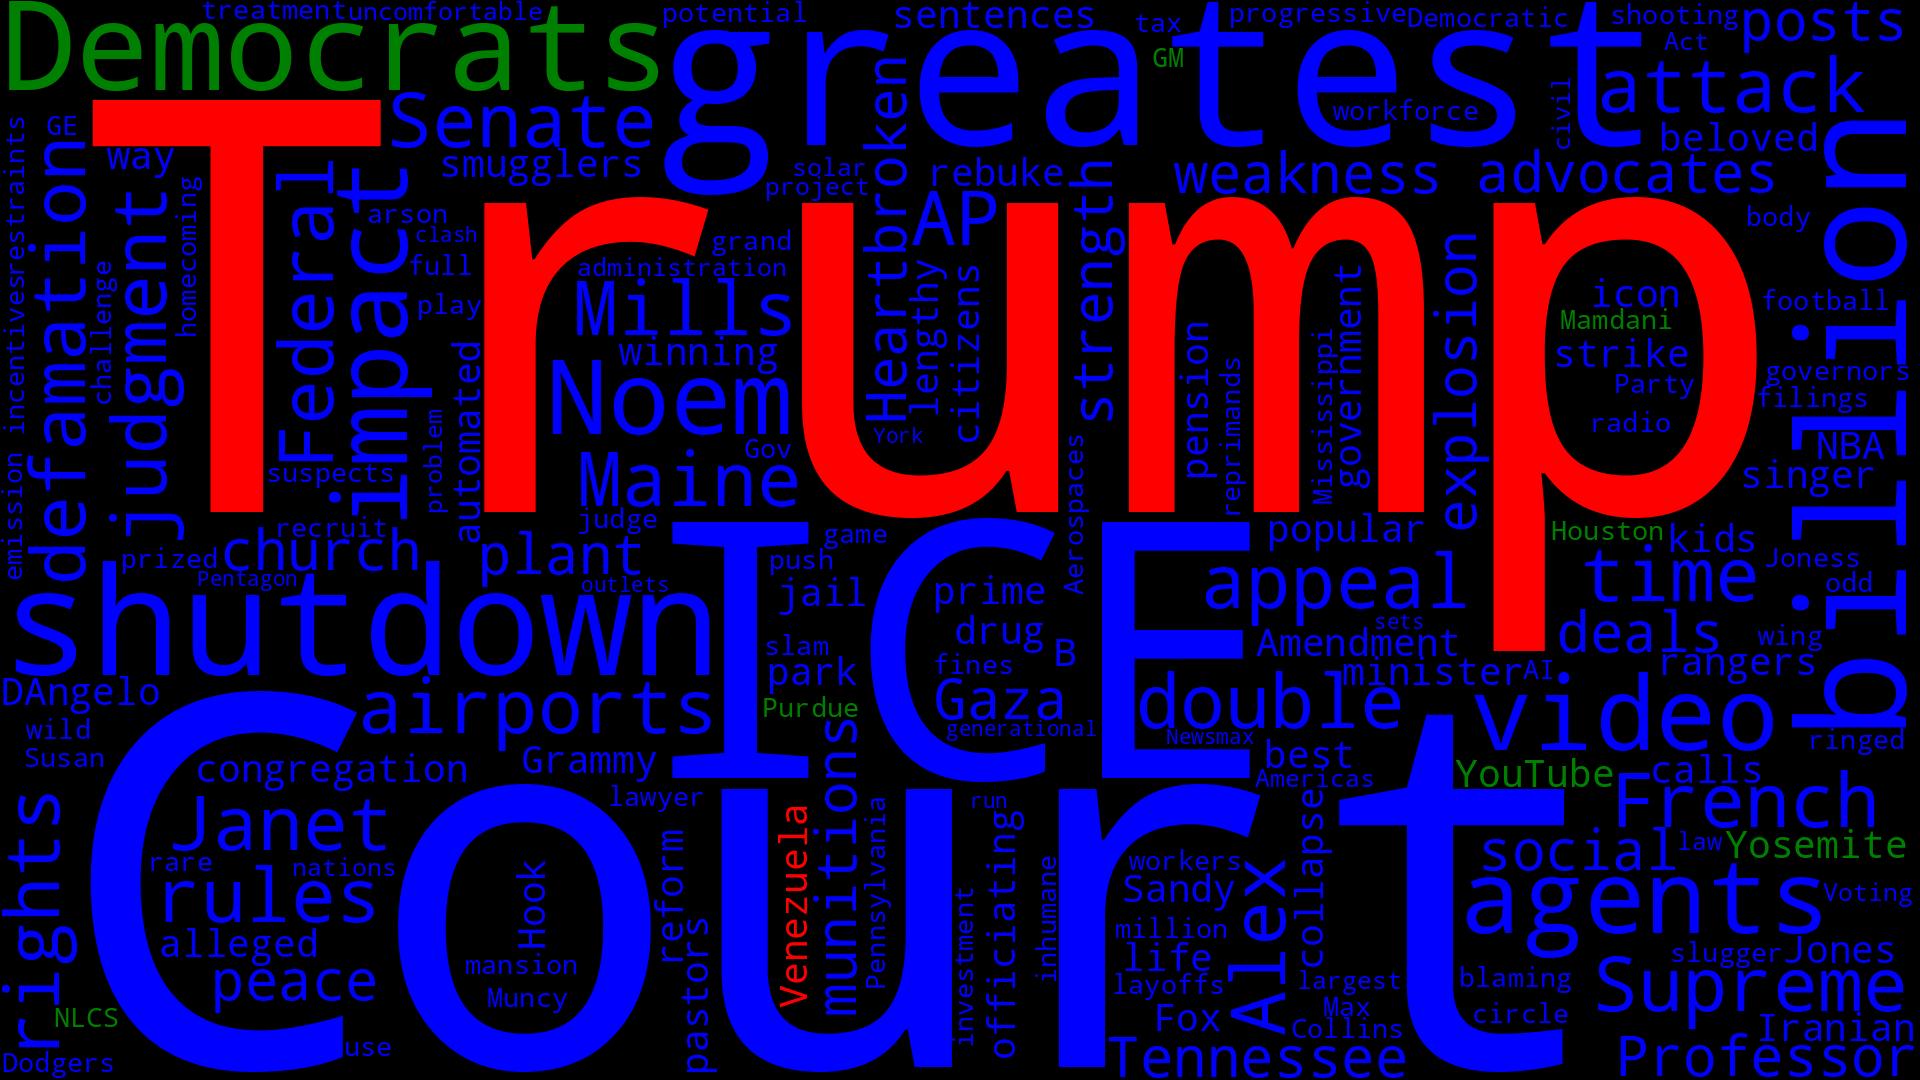 treatment
uncomfortable
potential
sentences
tax
progressive
Democratic
shooting
posts
Democrats
greatest
GM
Act
attack
workforce
civil
beloved
GE
way
Senate
smugglers
solar
project
rebuke
weakness
advocates
body
Trump
emission
incentives
restraints
defamation
challenge
judgment
homecoming
Federal
impact
arson
clash
full
play
grand
administration
Mills
winning
Noem
Gov
Maine
Heartbroken
AP
lengthy
citizens
York
strength
pension
reprimands
Mississippi
government
explosion
icon
Mamdani
strike
Party
radio
football
governors
filings
NBA
singer
billion
suspects
problem
automated
judge
Aerospaces
recruit
church
prized
Pentagon
plant
outlets
shutdown
ICE
game
push
jail
prime
drug
B
slam
park
fines
Gaza
Purdue
generational
popular
Houston
kids
appeal
time
Joness
odd
sets
Amendment
deals
wing
minister
AI
rangers
double
video
Newsmax
ringed
best
Americas
YouTube
calls
DAngelo
wild
Susan
airports
congregation
Grammy
lawyer
Court
Janet
rare
nations
rules
alleged
peace
rights
NLCS
Dodgers
use
Hook
mansion
Muncy
reform
pastors
Venezuela
munitions
Pennsylvania
investment
run
officiating
inhumane
workers
Sandy
million
life
layoffs
Fox
Tennessee
Alex
collapse
largest
Max
Collins
French
social
law
Yosemite
agents
Voting
slugger
Jones
blaming
circle
Supreme
Iranian
Professor